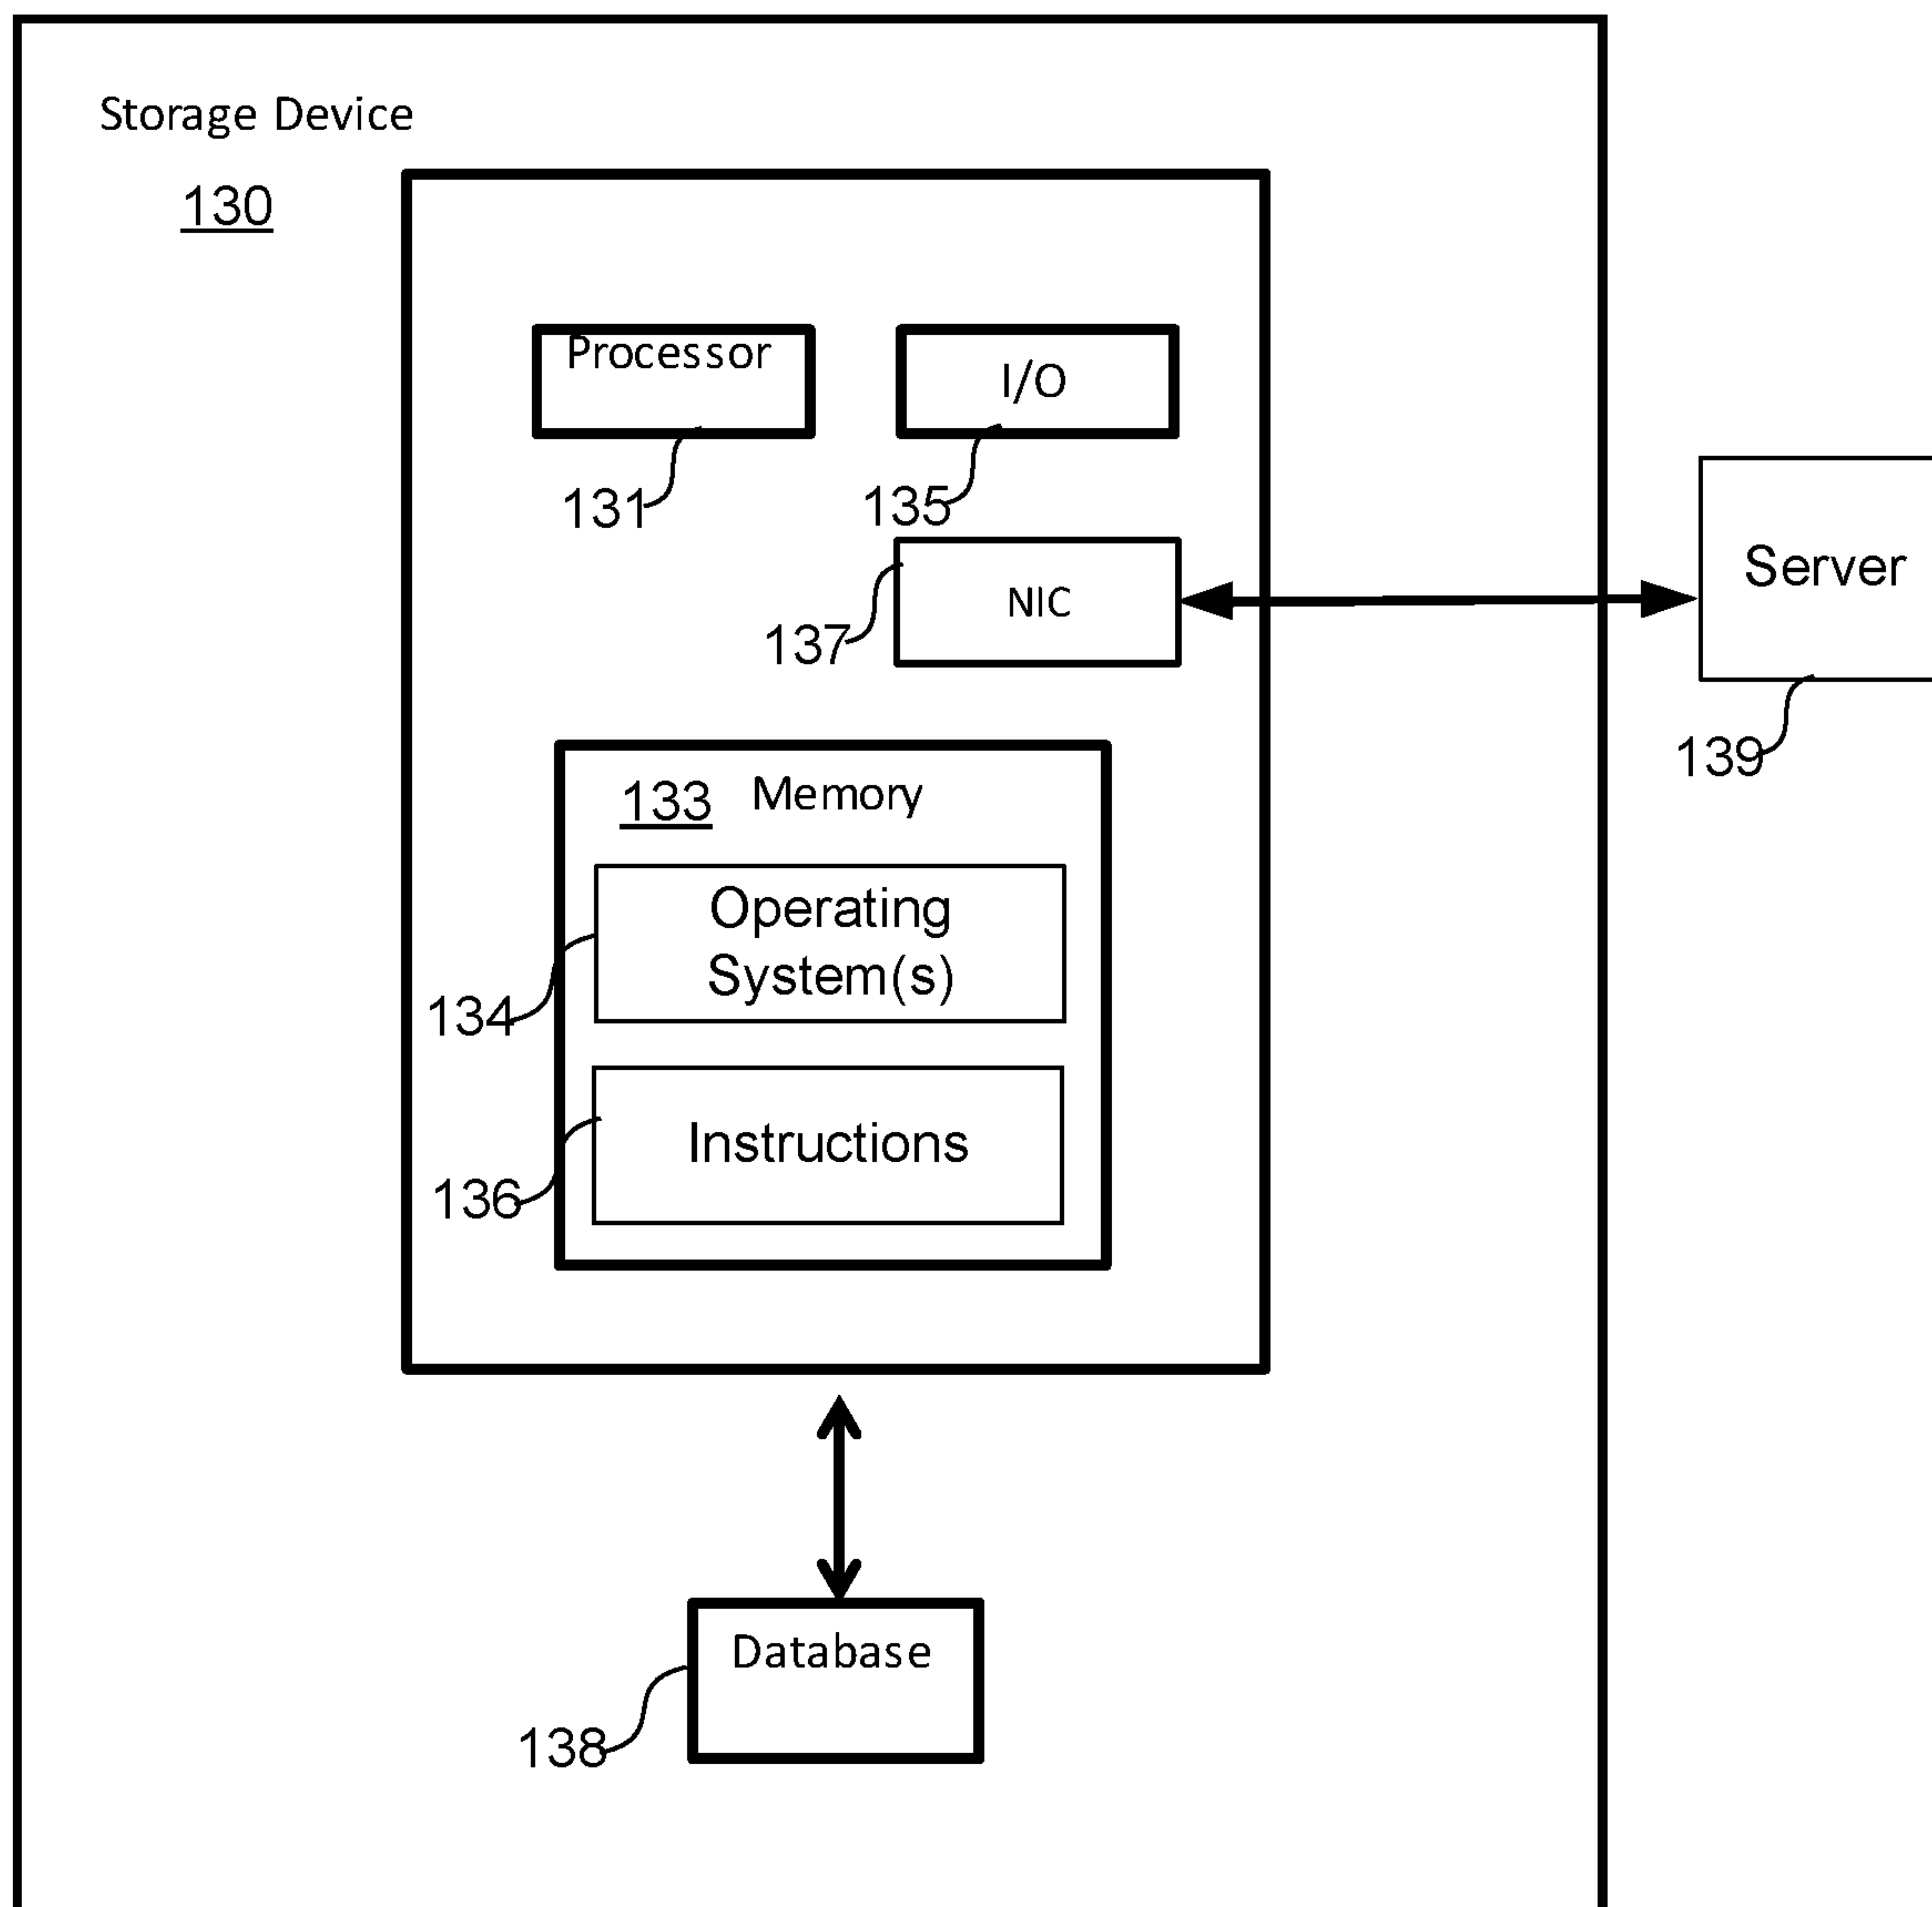 Storage Device
130
Processor
I/O
131
135
NIC
137
Server
139
133 Memory
Operating
System(s)
134
Instructions
136
Database
138